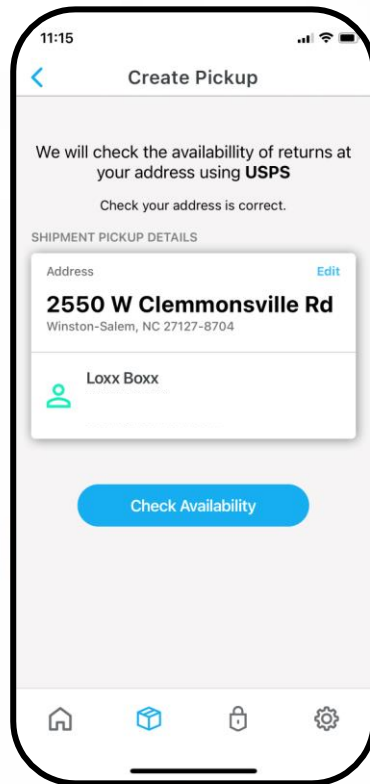 11:15
Create Pickup
We will check the availabillity of returns at
your address using USPS
Check your address is correct.
SHIPMENT PICKUP DETAILS
Address Edit
2550 W Clemmonsville Rd
Winston-Salem, NC 27127-8704
Loxx Boxx
Check Availability